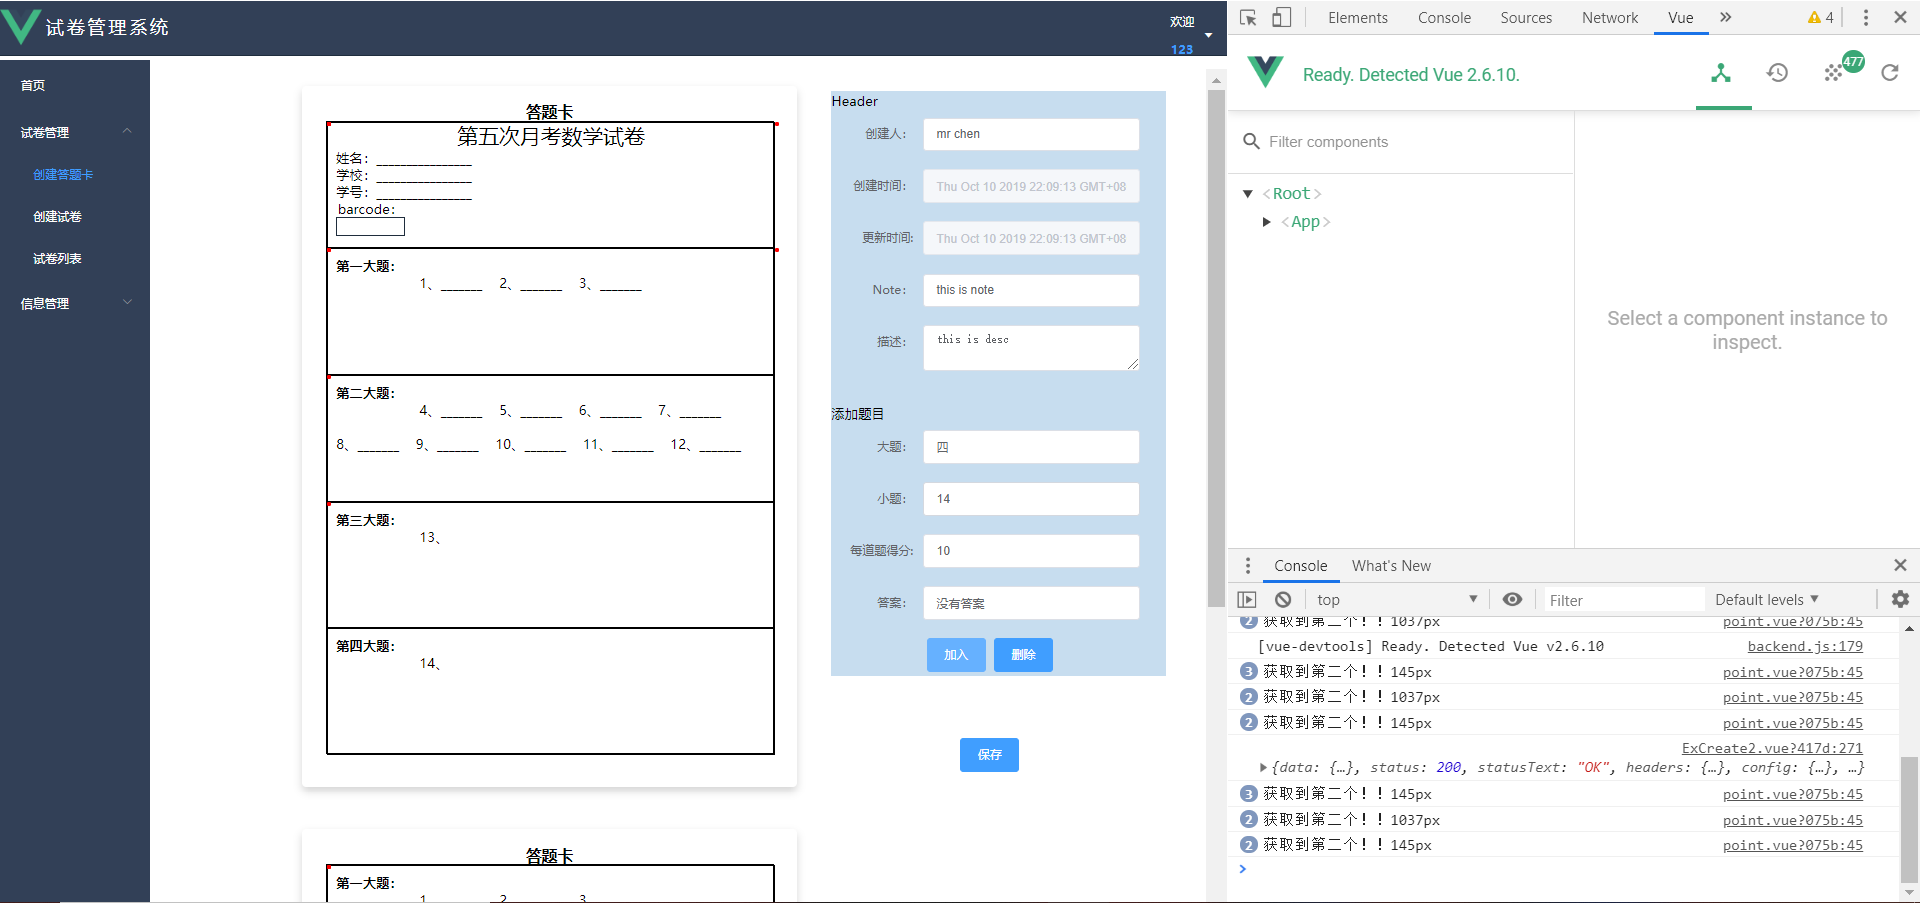 试卷管理系统
欢迎
123
首页
试卷管理
创建答题卡
创建试卷
试卷列表
信息管理
答题卡
第五次月考数学试卷
姓名：________________
学校：________________
学号：________________
barcode：
第一大题：
1、_______ 2、_______ 3、_______
第二大题：
4、_______ 5、_______ 6、_______ 7、_______
8、_______ 9、_______ 10、_______ 11、_______ 12、_______
第三大题：
13、
第四大题：
14、
答题卡
第一大题：
1 2 3
Header
创建人： mr chen
创建时间： Thu Oct 10 2019 22:09:13 GMT+08
更新时间: Thu Oct 10 2019 22:09:13 GMT+08
Note： this is note
描述： this is desc
添加题目
大题： 四
小题： 14
每道题得分: 10
答案： 没有答案
加入 删除
保存
Elements Console Sources Network Vue 4
Ready. Detected Vue 2.6.10. 477
Filter components
<Root>
<App>
Select a component instance to
inspect.
Console What's New
top Filter Default levels
2 获取到第二个！！1037px point.vue?075b:45
[vue-devtools] Ready. Detected Vue v2.6.10 backend.js:179
3 获取到第二个！！145px point.vue?075b:45
2 获取到第二个！！1037px point.vue?075b:45
2 获取到第二个！！145px point.vue?075b:45
ExCreate2.vue?417d:271
{data: {…}, status: 200, statusText: "OK", headers: {…}, config: {…}, …}
3 获取到第二个！！145px point.vue?075b:45
2 获取到第二个！！1037px point.vue?075b:45
2 获取到第二个！！145px point.vue?075b:45